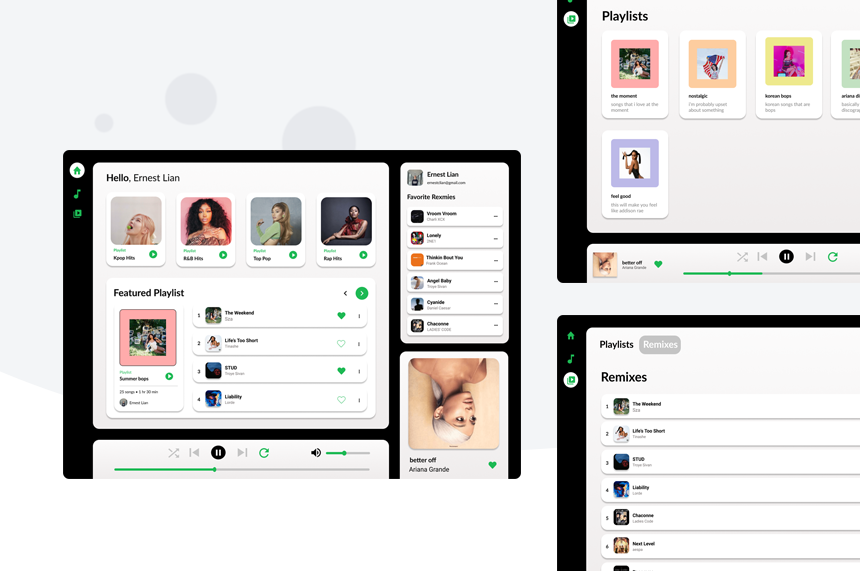 Hello, Ernest Lian
Playlist
Kpop Hits
Playlist
R&B Hits
Playlist
Top Pop
Playlist
Rap Hits
Featured Playlist
Playlist
Summer bops
25 songs • 1 hr 30 min
Ernest Lian
1 The Weekend
Sza
2 Life's Too Short
Tinashe
3 STUD
Troye Sivan
4 Liability
Lorde
Ernest Lian
ernestclian@gmail.com
Favorite Rexmies
Vroom Vroom
Charli XCX
Lonely
2NE1
Thinkin Bout You
Frank Ocean
Angel Baby
Troye Sivan
Cyanide
Daniel Caesar
Chaconne
LADIES' CODE
better off
Ariana Grande
Playlists
the moment
songs that i love at the
moment
nostalgic
i'm probably upset
about something
korean bops
korean songs that are
bops
ariana di
basically
discogra
feel good
this will make you feel
like addison rae
better off
Ariana Grande
Playlists Remixes
Remixes
1 The Weekend
Sza
2 Life's Too Short
Tinashe
3 STUD
Troye Sivan
4 Liability
Lorde
5 Chaconne
Ladies Code
6 Next Level
aespa